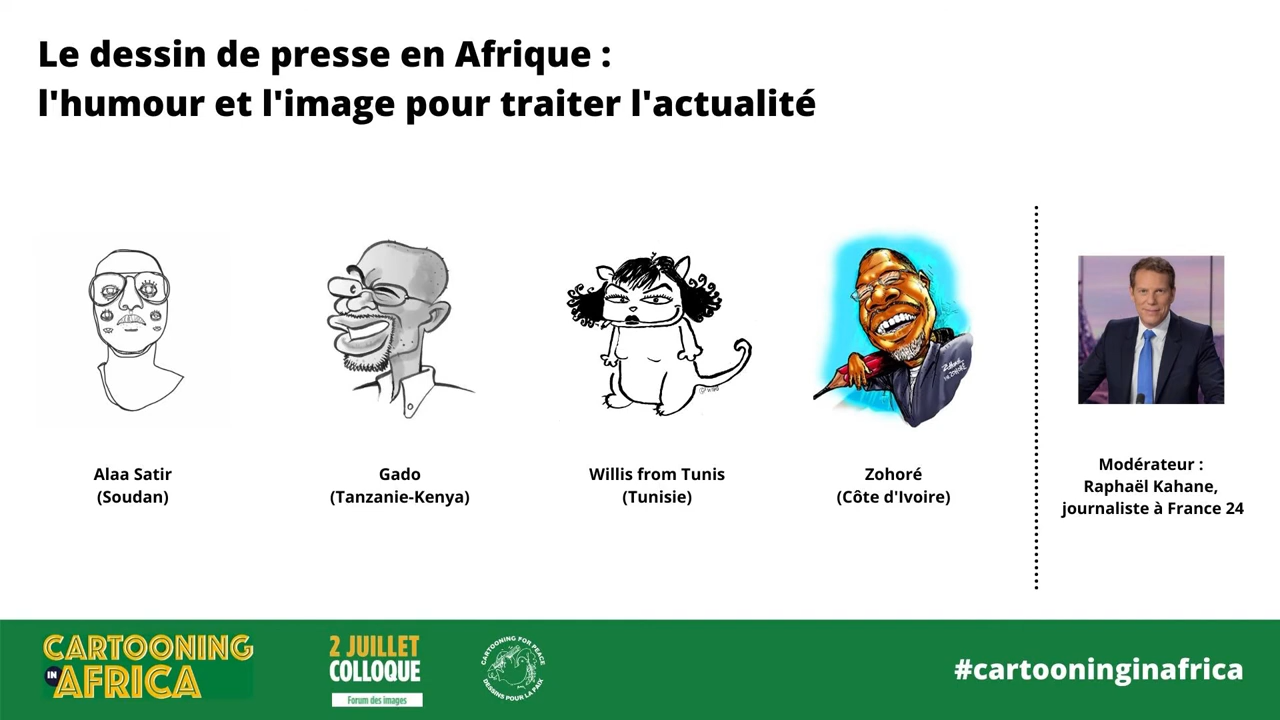 Le dessin de presse en Afrique :
l'humour et l'image pour traiter l'actualité
Alaa Satir
(Soudan)
Gado
(Tanzanie-Kenya)
Willis from Tunis
(Tunisie)
Zohoré
(Côte d'Ivoire)
Modérateur :
Raphaël Kahane,
journaliste à France 24
CARTOONING
IN AFRICA
2 JUILLET
COLLOQUE
Forum des images
CARTOONING FOR PEACE
DESSINS POUR LA PAIX
#cartooninginafrica